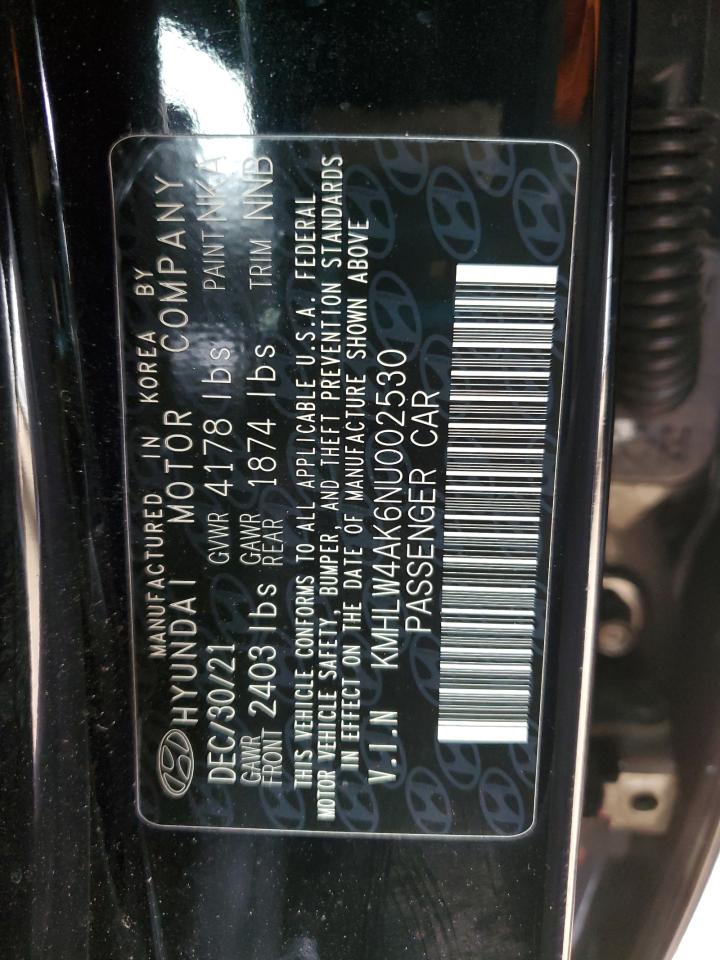 MANUFACTURED IN KOREA BY
HYUNDAI MOTOR COMPANY
DEC/30/21 GVWR 4178 lbs PAINT NKA
GAWR FRONT 2403 lbs GAWR REAR 1874 lbs TRIM NNB
THIS VEHICLE CONFORMS TO ALL APPLICABLE U.S.A. FEDERAL
MOTOR VEHICLE SAFETY, BUMPER, AND THEFT PREVENTION STANDARDS
IN EFFECT ON THE DATE OF MANUFACTURE SHOWN ABOVE
V.I.N KMHLW4AK6NU002530
PASSENGER CAR